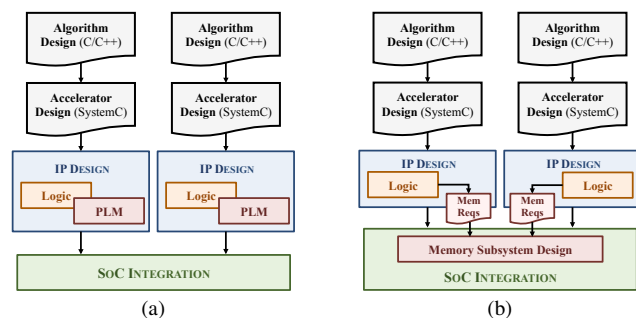 Algorithm
Design (C/C++)
Algorithm
Design (C/C++)
Accelerator
Design (SystemC)
Accelerator
Design (SystemC)
IP DESIGN
Logic
PLM
IP DESIGN
Logic
PLM
SOC INTEGRATION
(a)
Algorithm
Design (C/C++)
Algorithm
Design (C/C++)
Accelerator
Design (SystemC)
Accelerator
Design (SystemC)
IP DESIGN
Logic
Mem
Reqs
IP DESIGN
Logic
Mem
Reqs
Memory Subsystem Design
SOC INTEGRATION
(b)